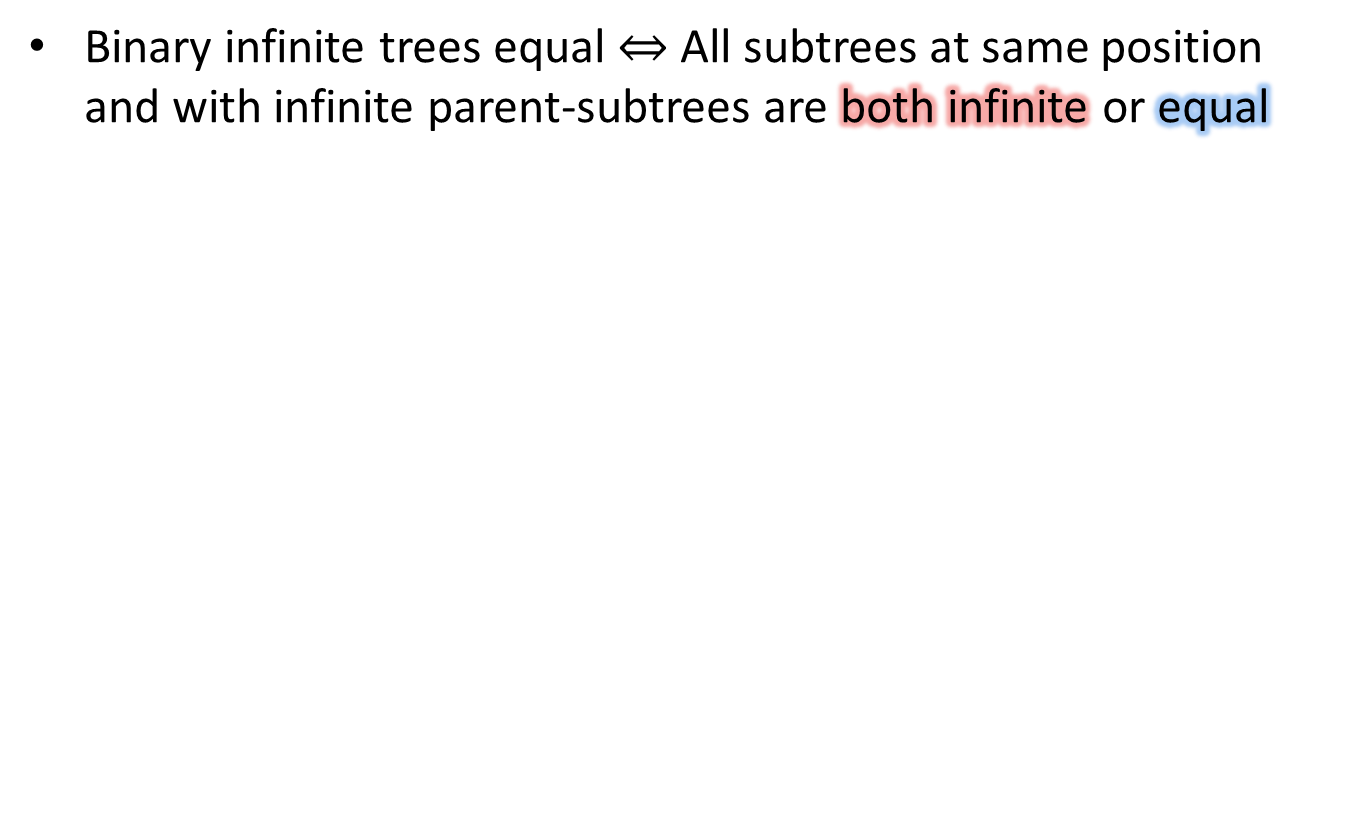 • Binary infinite trees equal ⇔ All subtrees at same position
and with infinite parent-subtrees are both infinite or equal